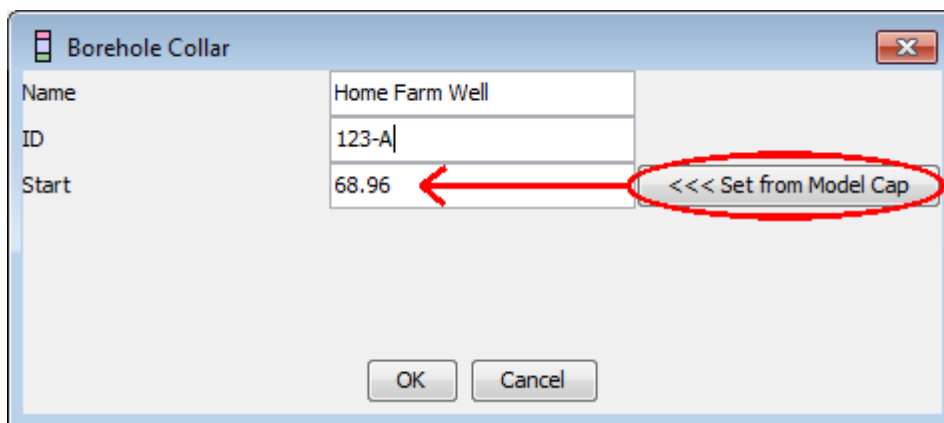 Borehole Collar
Name Home Farm Well
ID 123-A
Start 68.96 <<< Set from Model Cap
OK Cancel